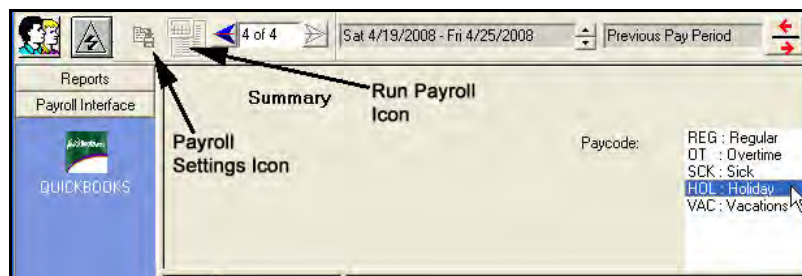 4 of 4
Sat 4/19/2008 - Fri 4/25/2008
Previous Pay Period
Reports
Payroll Interface
QUICKBOOKS
Summary
Run Payroll
Icon
Payroll
Settings Icon
Paycode:
REG : Regular
OT : Overtime
SCK : Sick
HOL : Holiday
VAC : Vacations